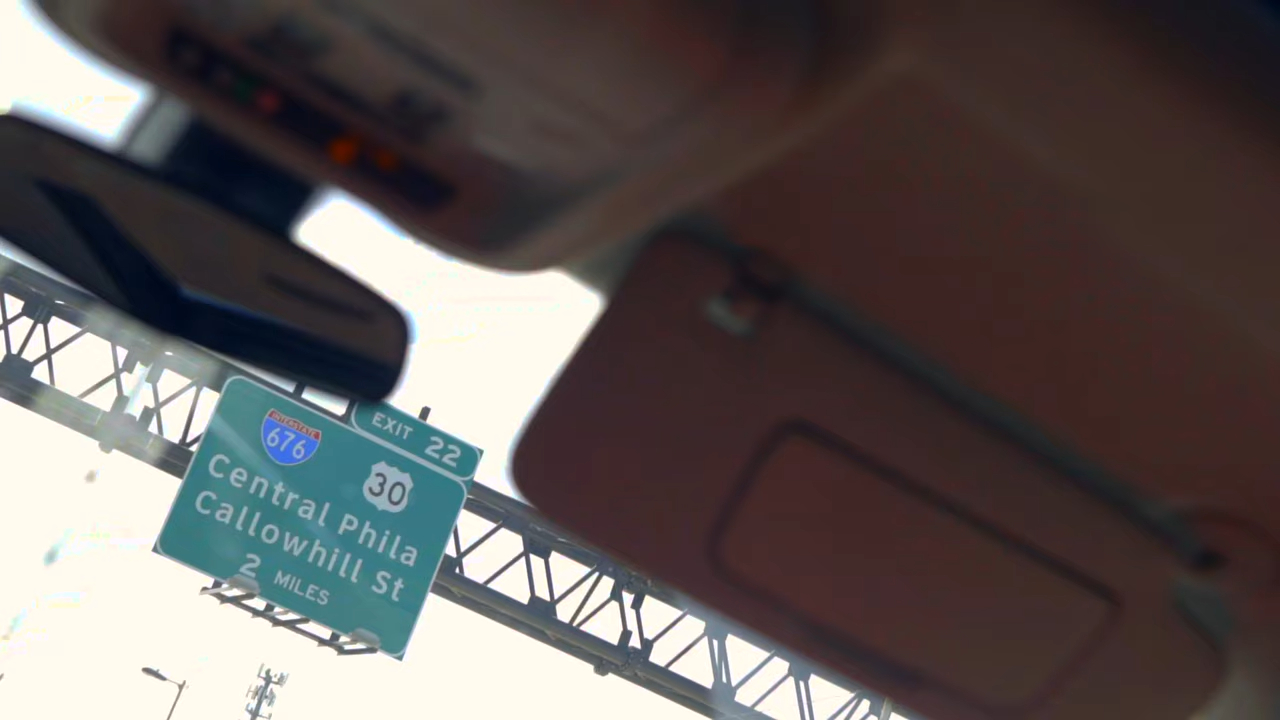 EXIT 22
INTERSTATE
676
30
Central Phila
Callowhill St
2 MILES